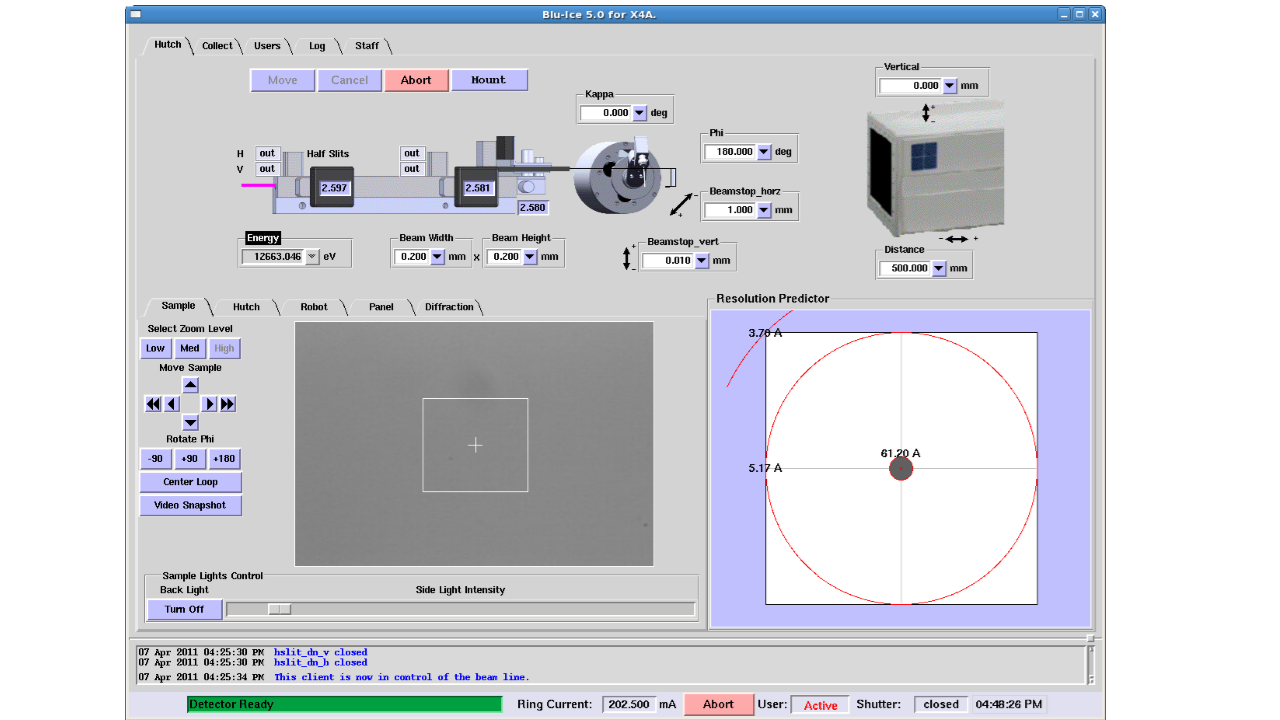 Blu-Ice 5.0 for X4A.
Hutch Collect Users Log Staff
Move Cancel Abort Mount
Vertical
0.000 mm
Kappa
0.000 deg
Phi
180.000 deg
H out Half Slits out
V out out
2.597 2.581
2.580
Beamstop_horz
1.000 mm
Energy
12663.046 eV
Beam Width Beam Height
0.200 mm x 0.200 mm
Beamstop_vert
0.010 mm
Distance
500.000 mm
Sample Hutch Robot Panel Diffraction
Resolution Predictor
Select Zoom Level
Low Med High
Move Sample
Rotate Phi
-90 +90 +180
Center Loop
Video Snapshot
3.76 A
61.20 A
5.17 A
Sample Lights Control
Back Light Side Light Intensity
Turn Off
07 Apr 2011 04:25:30 PM hslit_dn_v closed
07 Apr 2011 04:25:30 PM hslit_dn_h closed
07 Apr 2011 04:25:34 PM This client is now in control of the beam line.
Detector Ready Ring Current: 202.500 mA Abort User: Active Shutter: closed 04:48:26 PM